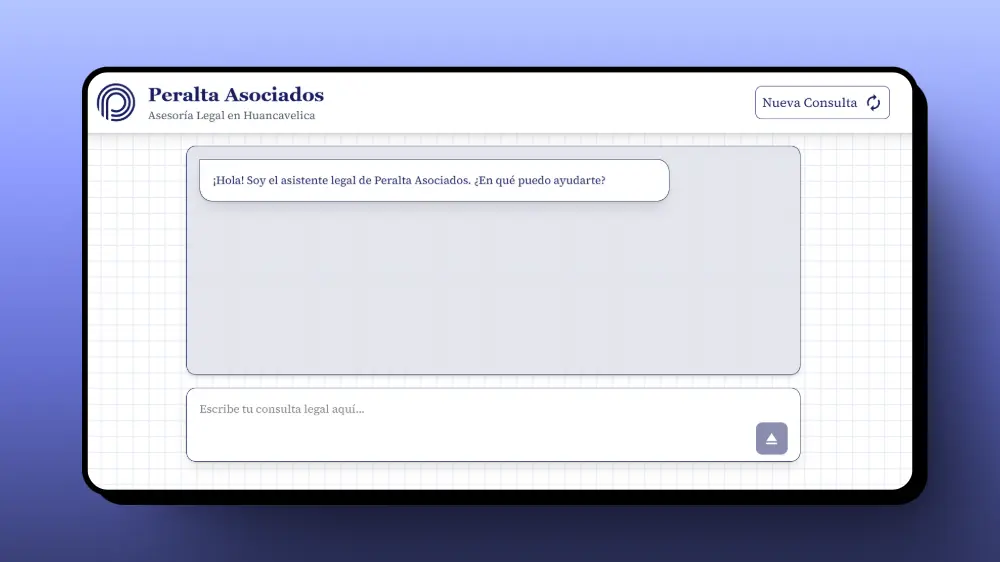 Peralta Asociados
Asesoría Legal en Huancavelica
Nueva Consulta
¡Hola! Soy el asistente legal de Peralta Asociados. ¿En qué puedo ayudarte?
Escribe tu consulta legal aquí...